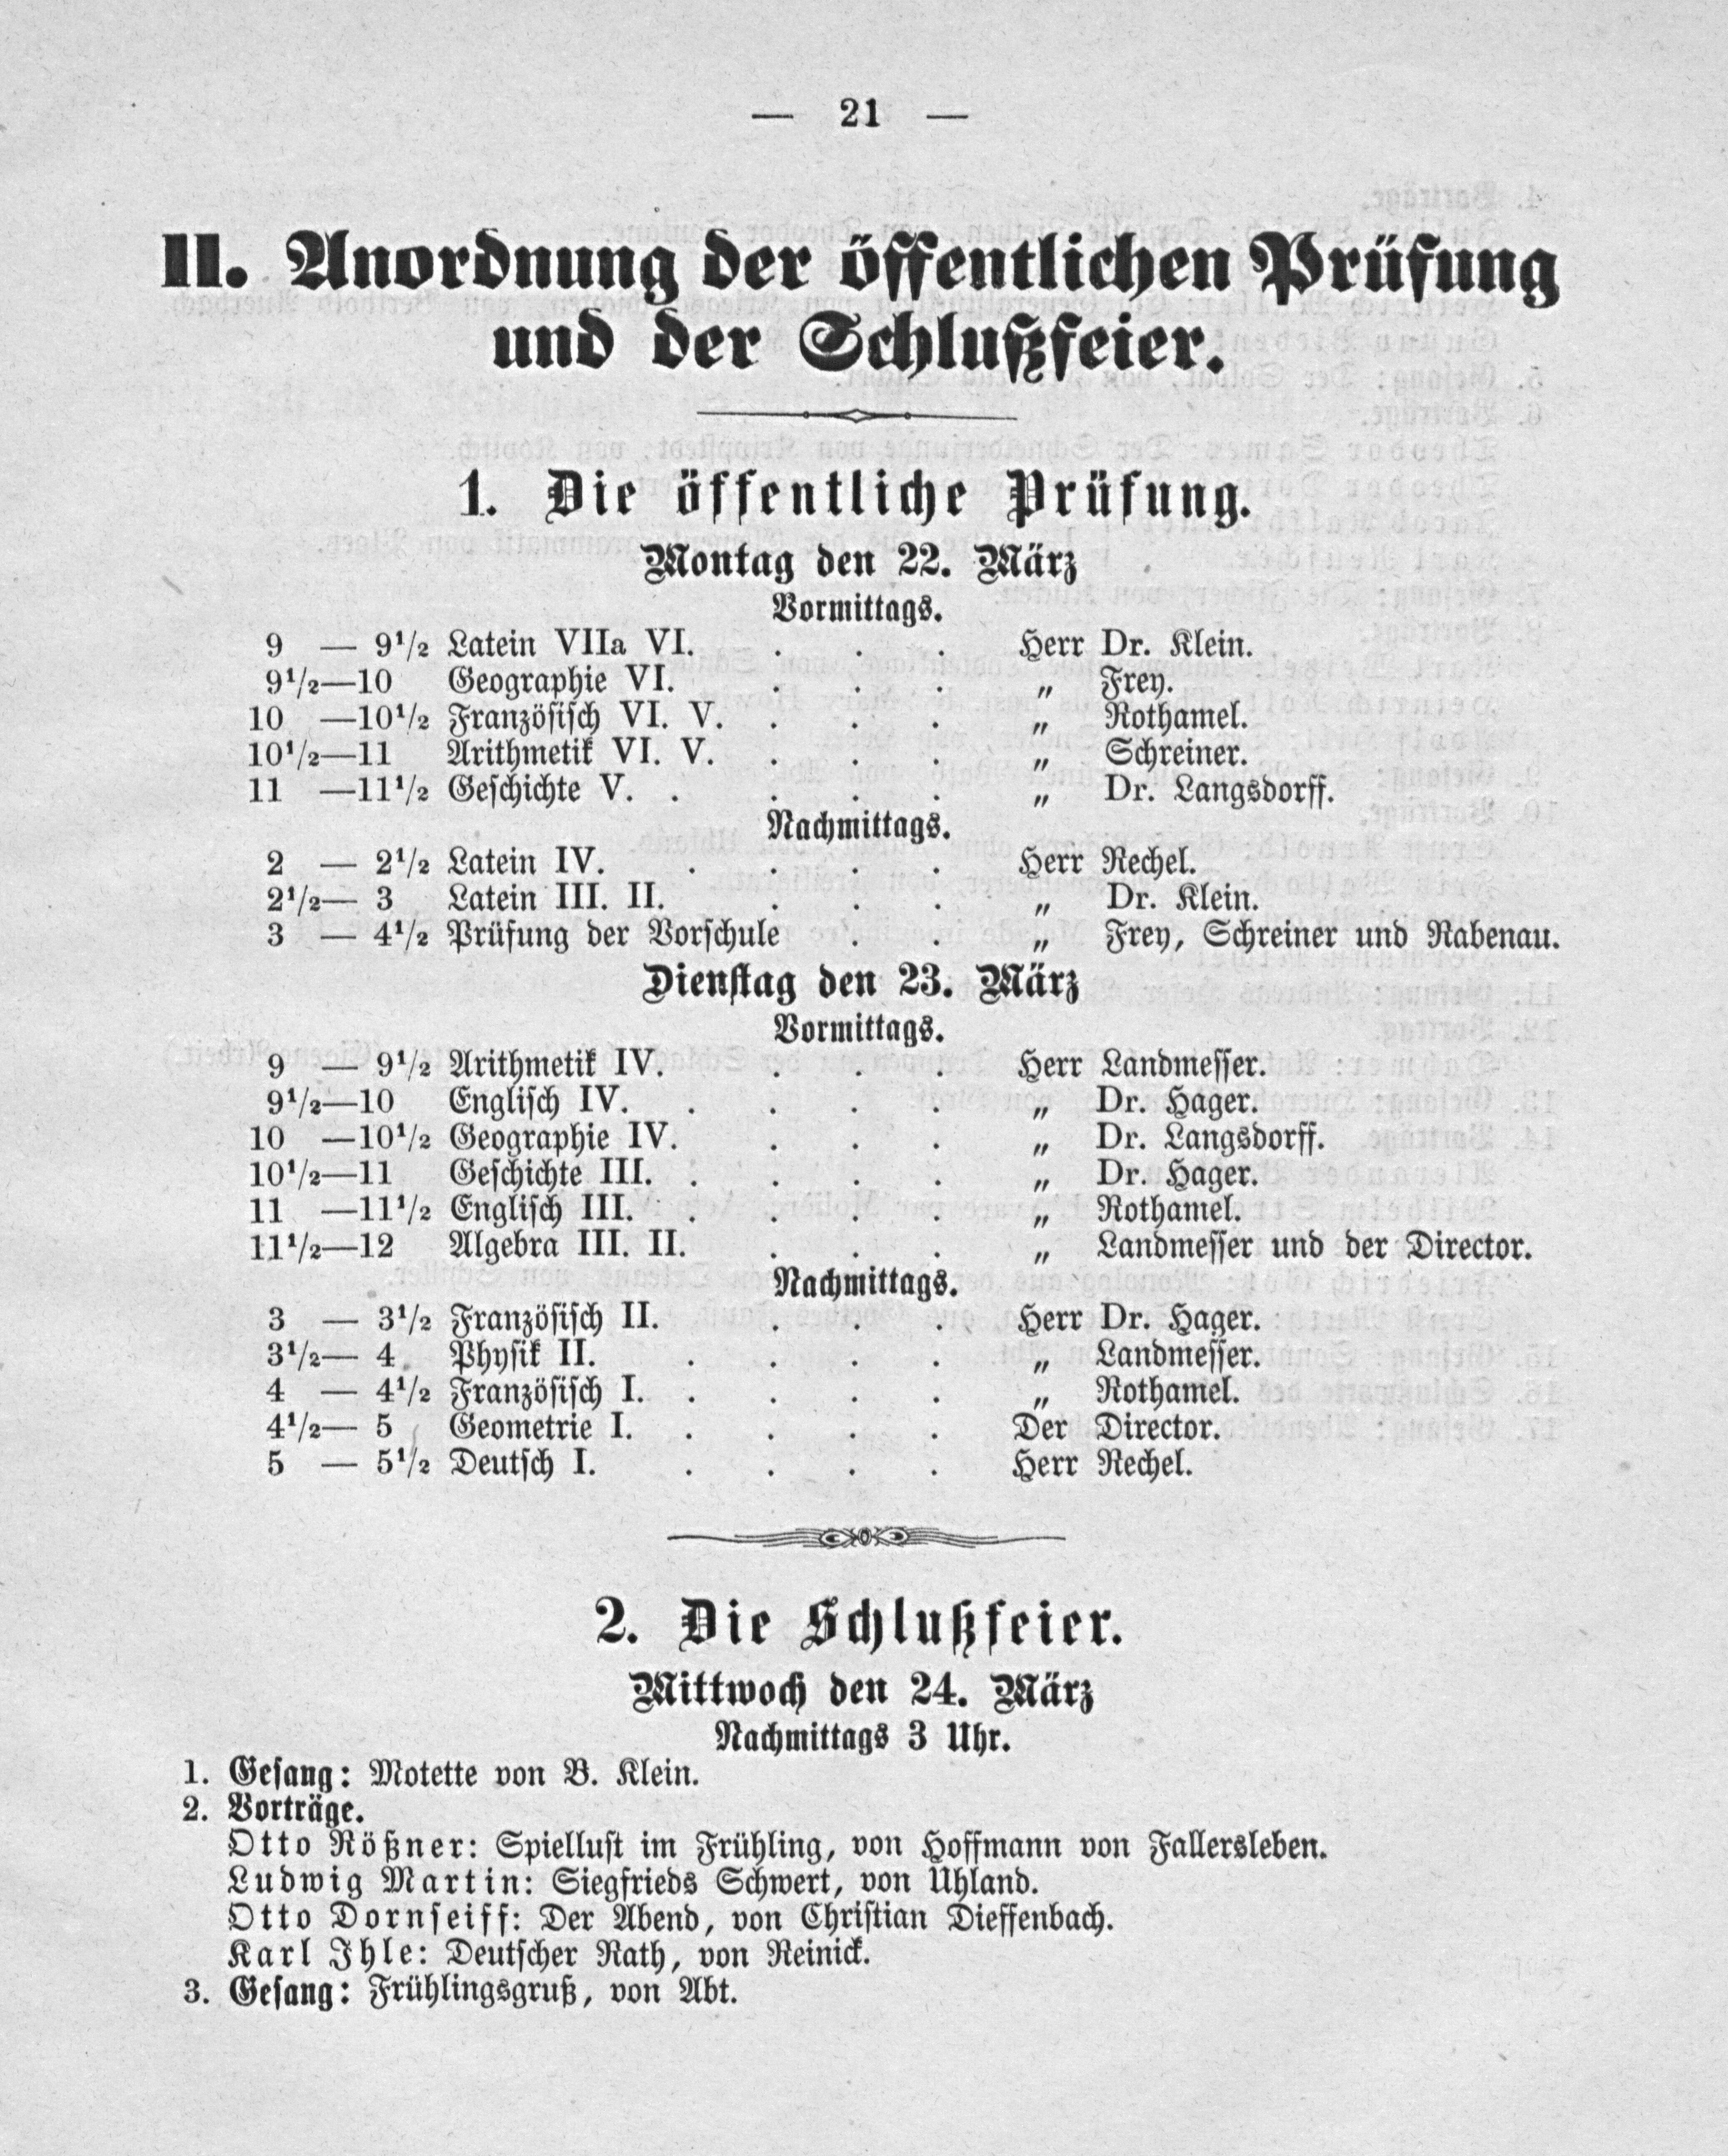 — 21 —
II. Anordnung der öffentlichen Prüfung
und der Schlußfeier.
1. Die öffentliche Prüfung.
Montag den 22. März
Vormittags.
9 — 9½ Latein VIIa VI. . . . Herr Dr. Klein.
9½—10 Geographie VI. . . . „ Frey.
10 —10½ Französisch VI. V. . . . „ Rothamel.
10½—11 Arithmetik VI. V. . . . „ Schreiner.
11 —11½ Geschichte V. . . . . „ Dr. Langsdorff.
Nachmittags.
2 — 2½ Latein IV. . . . . Herr Rechel.
2½— 3 Latein III. II. . . . „ Dr. Klein.
3 — 4½ Prüfung der Vorschule . . „ Frey, Schreiner und Rabenau.
Dienstag den 23. März
Vormittags.
9 — 9½ Arithmetik IV. . . . Herr Landmesser.
9½—10 Englisch IV. . . . . „ Dr. Hager.
10 —10½ Geographie IV. . . . „ Dr. Langsdorff.
10½—11 Geschichte III. . . . . „ Dr. Hager.
11 —11½ Englisch III. . . . . „ Rothamel.
11½—12 Algebra III. II. . . . „ Landmesser und der Director.
Nachmittags.
3 — 3½ Französisch II. . . . Herr Dr. Hager.
3½— 4 Physik II. . . . . „ Landmesser.
4 — 4½ Französisch I. . . . . „ Rothamel.
4½— 5 Geometrie I. . . . . Der Director.
5 — 5½ Deutsch I. . . . . Herr Rechel.
2. Die Schlußfeier.
Mittwoch den 24. März
Nachmittags 3 Uhr.
1. Gesang: Motette von B. Klein.
2. Vorträge.
Otto Rößner: Spiellust im Frühling, von Hoffmann von Fallersleben.
Ludwig Martin: Siegfrieds Schwert, von Uhland.
Otto Dornseiff: Der Abend, von Christian Dieffenbach.
Karl Ihle: Deutscher Rath, von Reinick.
3. Gesang: Frühlingsgruß, von Abt.